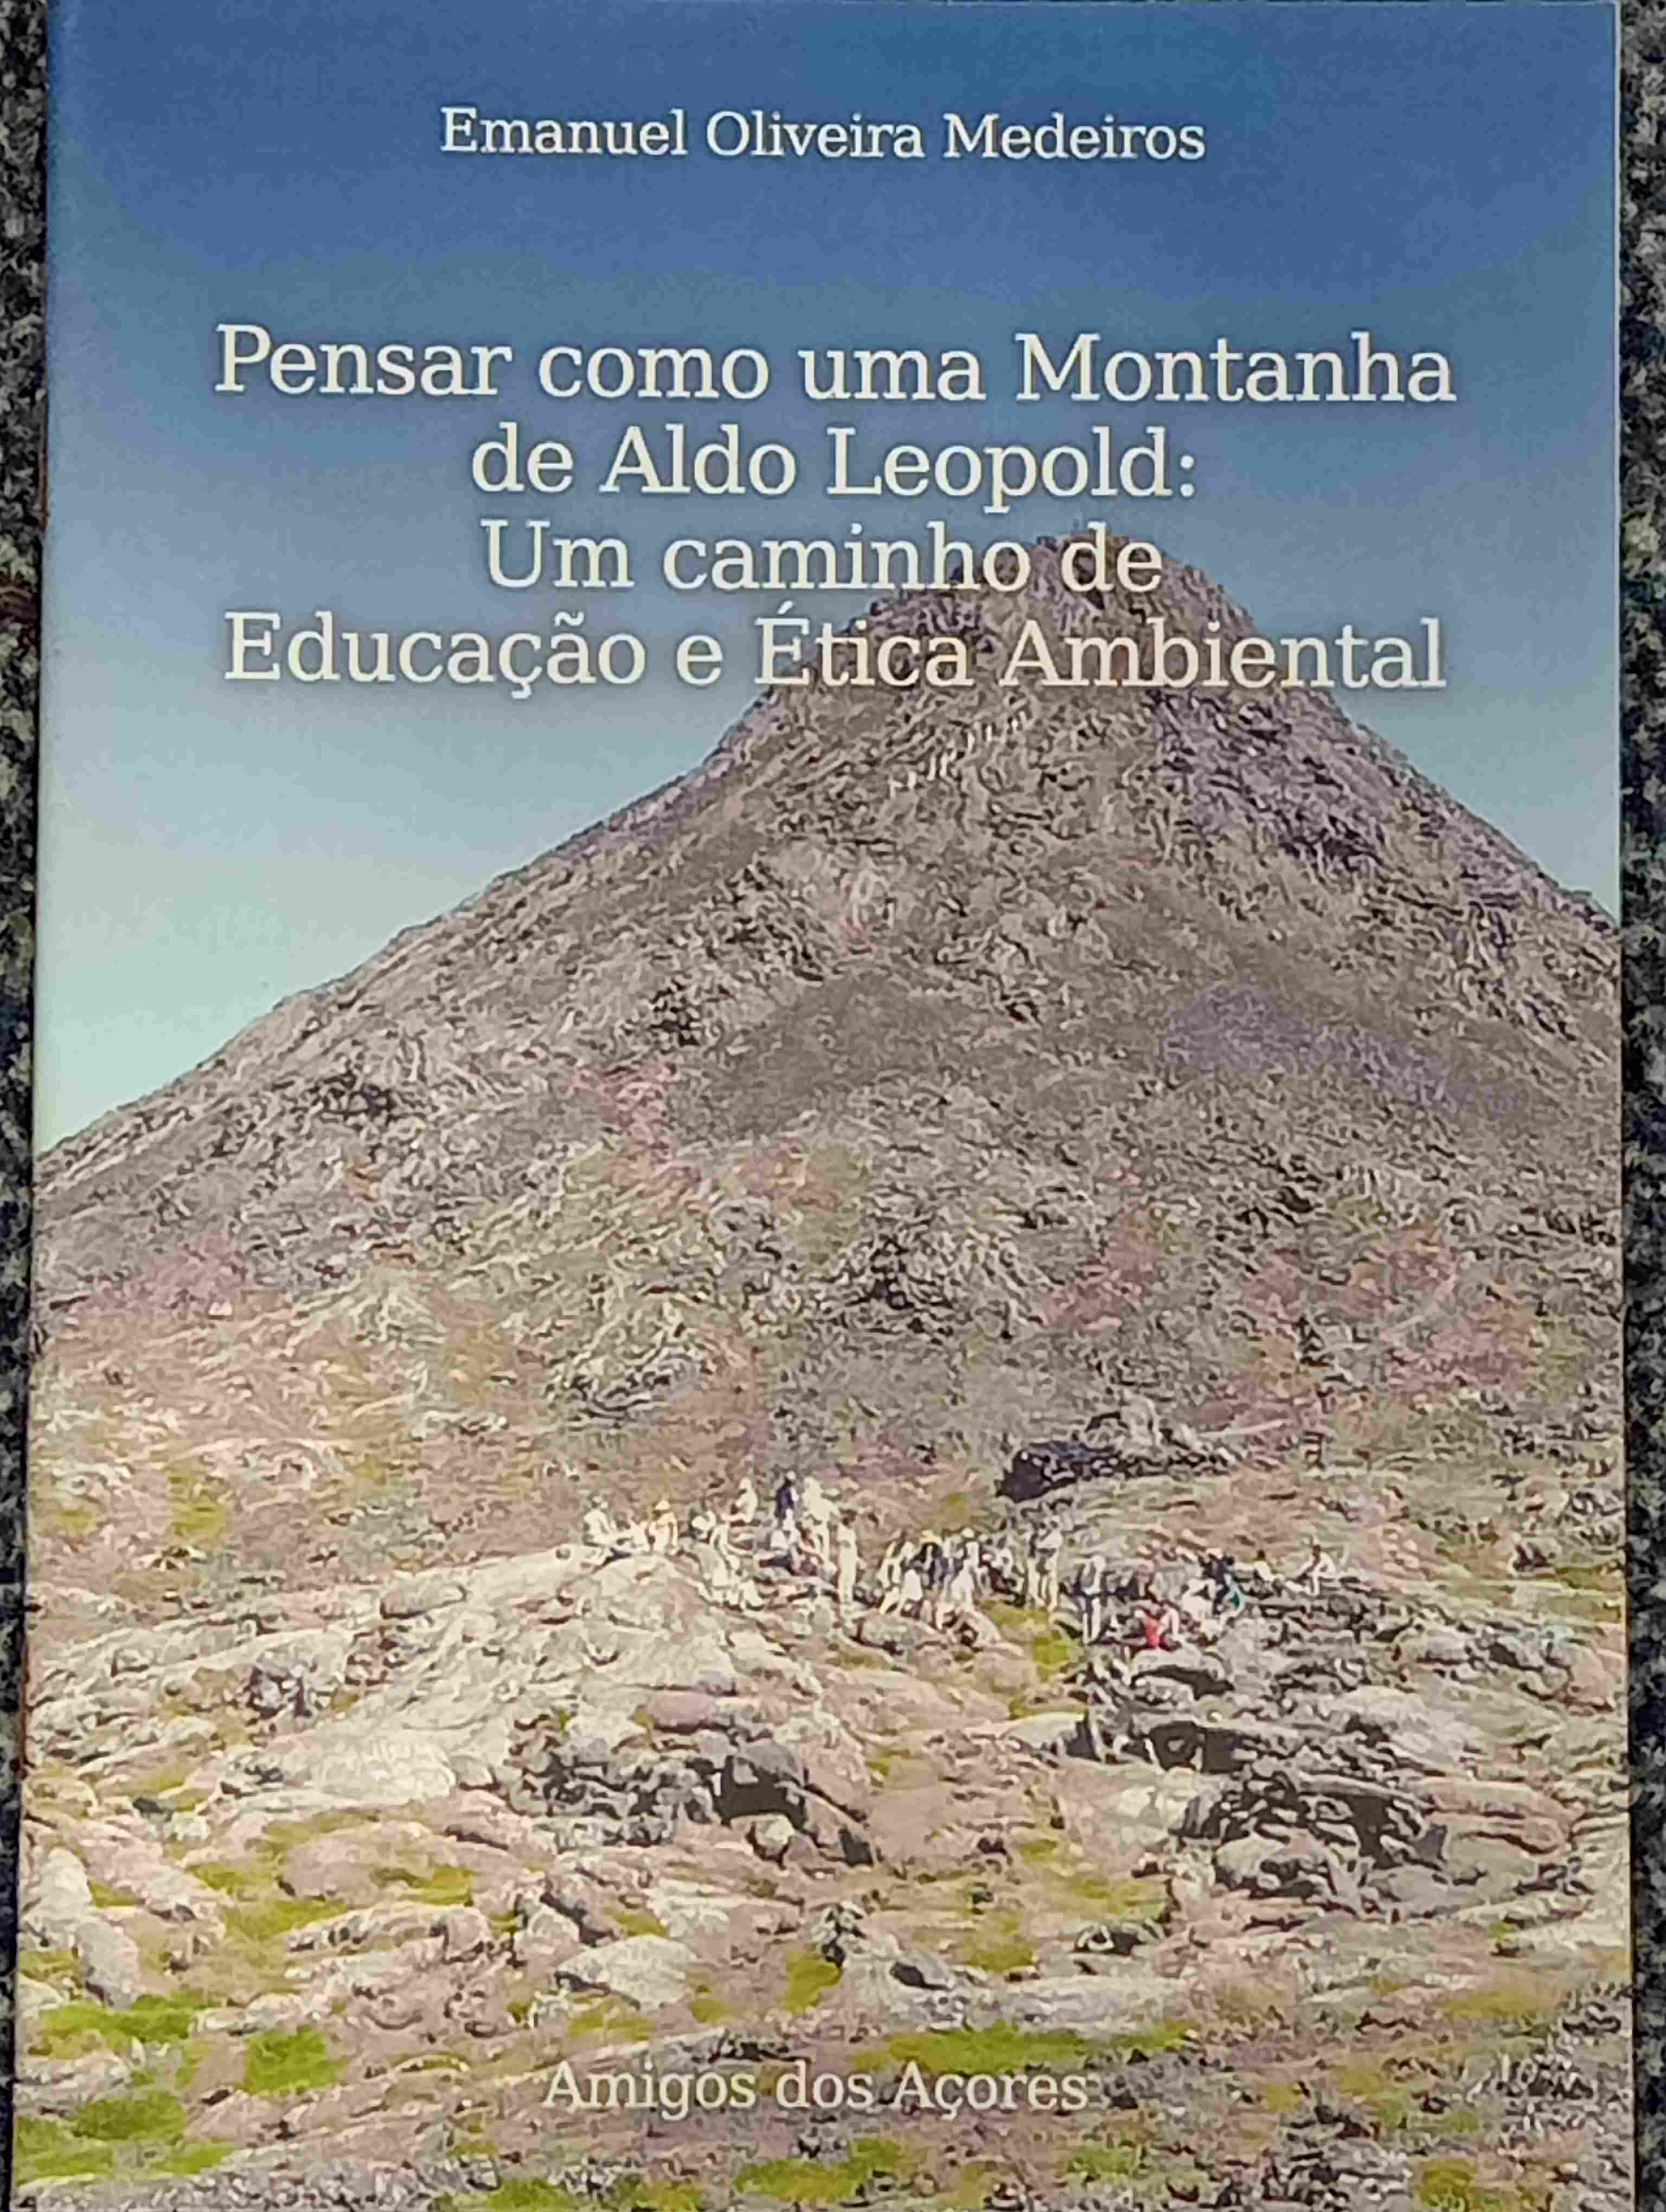 Emanuel Oliveira Medeiros
Pensar como uma Montanha
de Aldo Leopold:
Um caminho de
Educação e Ética Ambiental
Amigos dos Açores